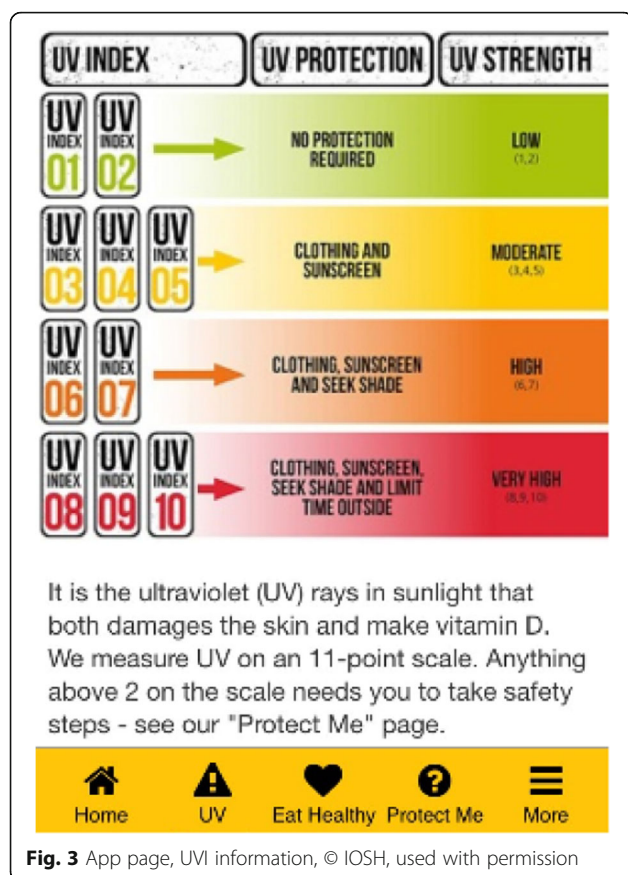 UV INDEX UV PROTECTION UV STRENGTH
UV UV
INDEX INDEX
01 02
NO PROTECTION
REQUIRED
LOW
(1,2)
UV UV UV
INDEX INDEX INDEX
03 04 05
CLOTHING AND
SUNSCREEN
MODERATE
(3,4,5)
UV UV
INDEX INDEX
06 07
CLOTHING, SUNSCREEN
AND SEEK SHADE
HIGH
(6,7)
UV UV UV
INDEX INDEX INDEX
08 09 10
CLOTHING, SUNSCREEN,
SEEK SHADE AND LIMIT
TIME OUTSIDE
VERY HIGH
(8,9,10)
It is the ultraviolet (UV) rays in sunlight that
both damages the skin and make vitamin D.
We measure UV on an 11-point scale. Anything
above 2 on the scale needs you to take safety
steps - see our "Protect Me" page.
Home UV Eat Healthy Protect Me More
Fig. 3 App page, UVI information, © IOSH, used with permission